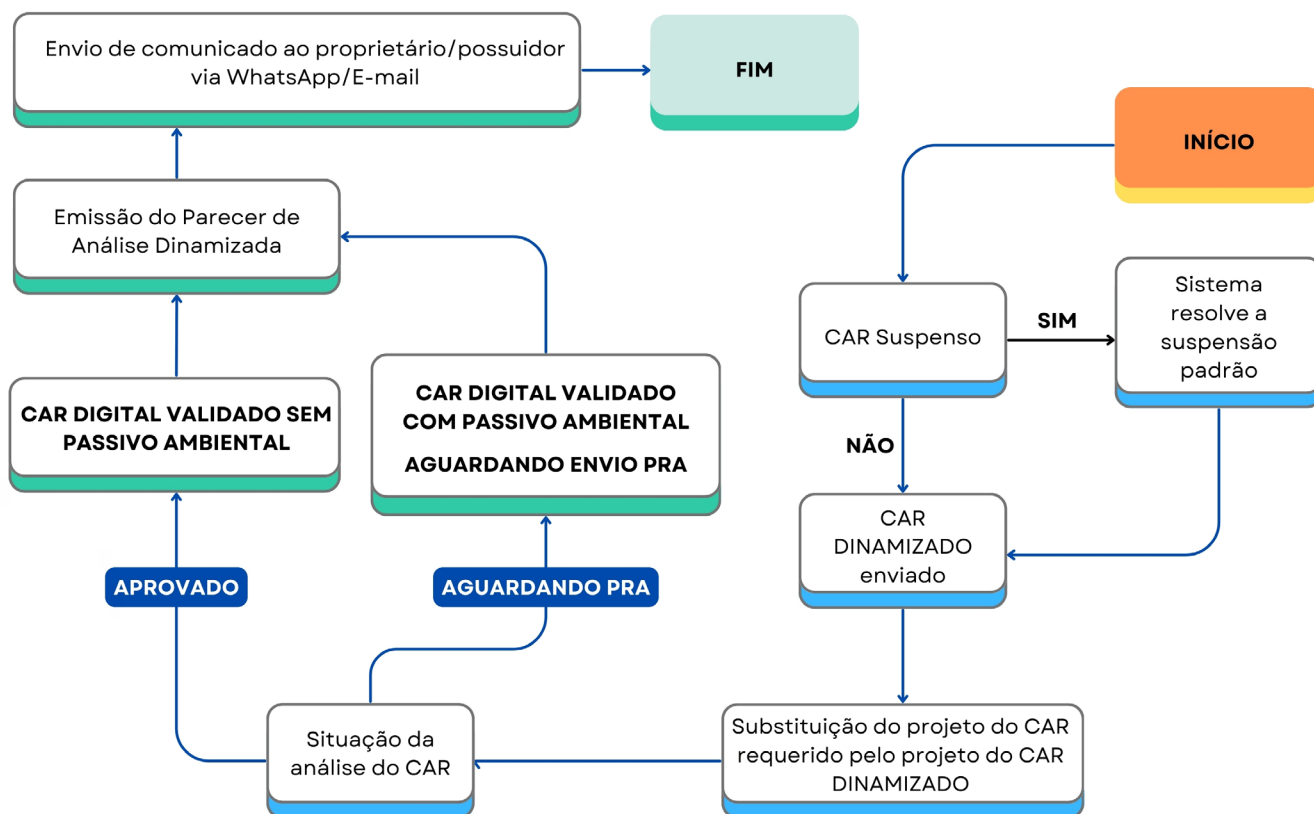 Envio de comunicado ao proprietário/possuidor
via WhatsApp/E-mail
FIM
INÍCIO
Emissão do Parecer de
Análise Dinamizada
CAR Suspenso
SIM
Sistema
resolve a
suspensão
padrão
CAR DIGITAL VALIDADO SEM
PASSIVO AMBIENTAL
CAR DIGITAL VALIDADO
COM PASSIVO AMBIENTAL
AGUARDANDO ENVIO PRA
NÃO
CAR
DINAMIZADO
enviado
APROVADO
AGUARDANDO PRA
Situação da
análise do CAR
Substituição do projeto do CAR
requerido pelo projeto do CAR
DINAMIZADO